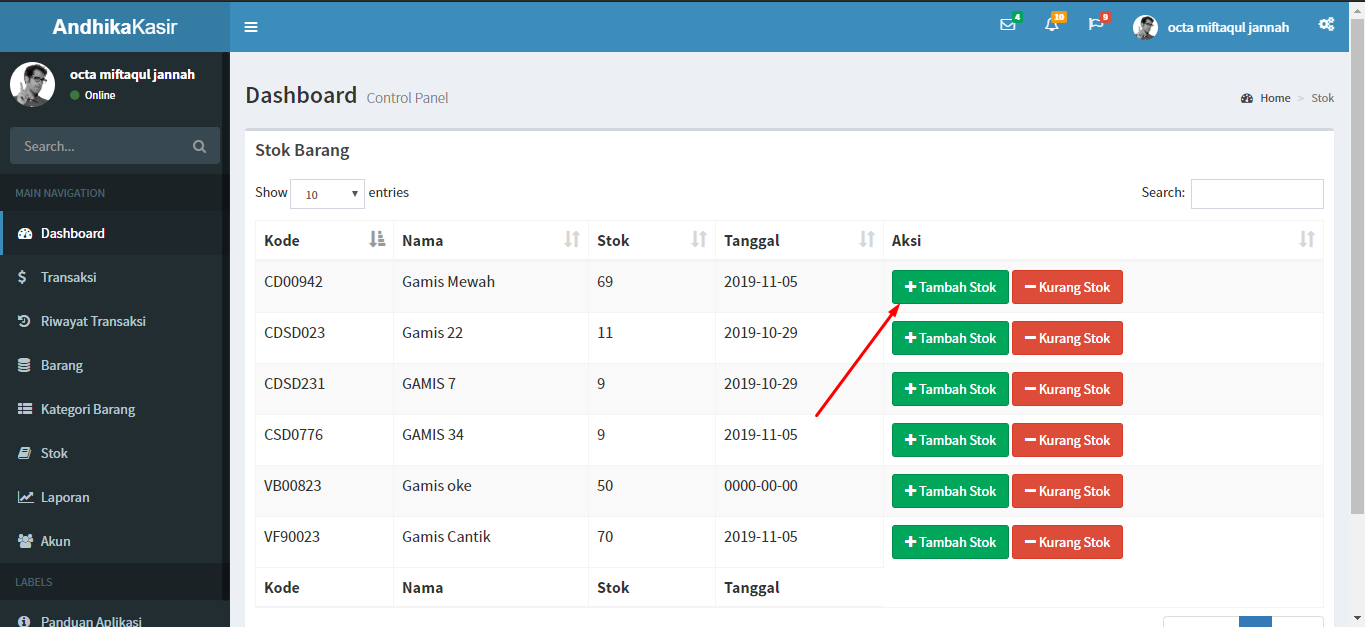 AndhikaKasir
4
10
9
octa miftaqul jannah
octa miftaqul jannah
Online
Search...
MAIN NAVIGATION
Dashboard
Transaksi
Riwayat Transaksi
Barang
Kategori Barang
Stok
Laporan
Akun
LABELS
Panduan Aplikasi
Dashboard Control Panel
Home > Stok
Stok Barang
Show 10 entries
Search:
Kode Nama Stok Tanggal Aksi
CD00942 Gamis Mewah 69 2019-11-05 Tambah Stok Kurang Stok
CDSD023 Gamis 22 11 2019-10-29 Tambah Stok Kurang Stok
CDSD231 GAMIS 7 9 2019-10-29 Tambah Stok Kurang Stok
CSD0776 GAMIS 34 9 2019-11-05 Tambah Stok Kurang Stok
VB00823 Gamis oke 50 0000-00-00 Tambah Stok Kurang Stok
VF90023 Gamis Cantik 70 2019-11-05 Tambah Stok Kurang Stok
Kode Nama Stok Tanggal